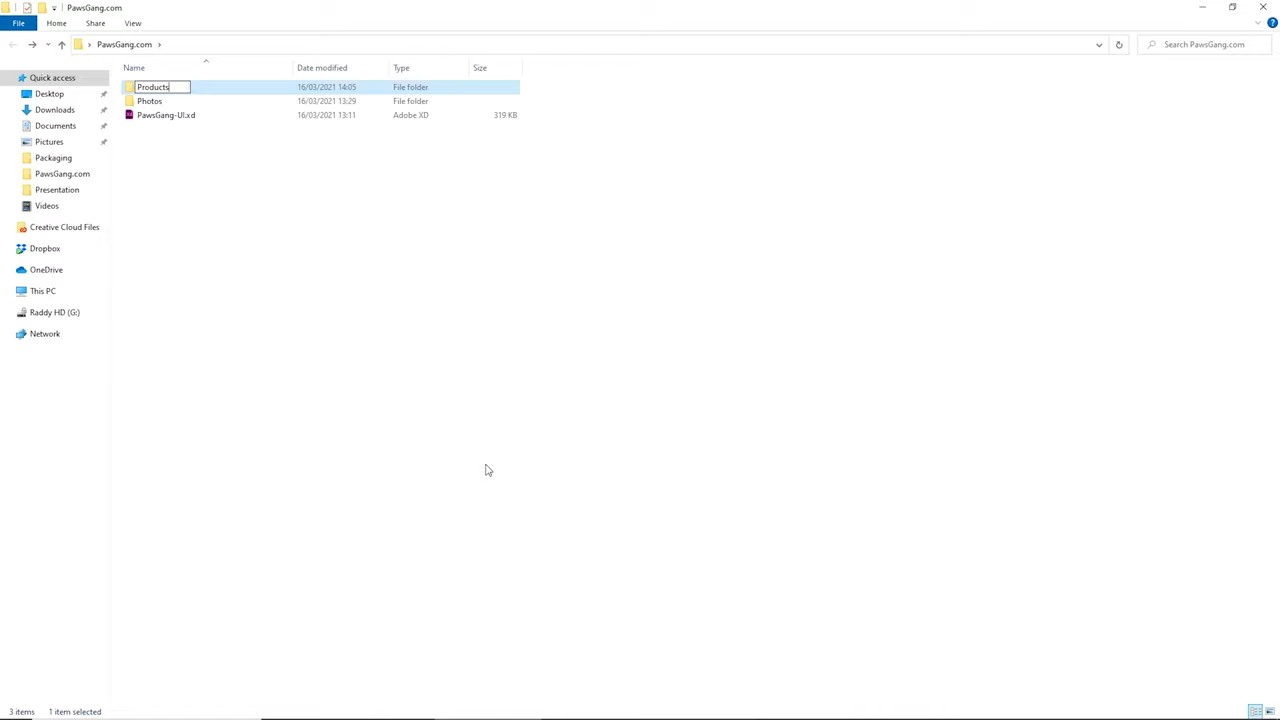 PawsGang.com
File Home Share View
PawsGang.com Search PawsGang.com
Name Date modified Type Size
Quick access
Products 16/03/2021 14:05 File folder
Desktop
Photos 16/03/2021 13:29 File folder
Downloads
PawsGang-UI.xd 16/03/2021 13:11 Adobe XD 319 KB
Documents
Pictures
Packaging
PawsGang.com
Presentation
Videos
Creative Cloud Files
Dropbox
OneDrive
This PC
Raddy HD (G:)
Network
3 items 1 item selected